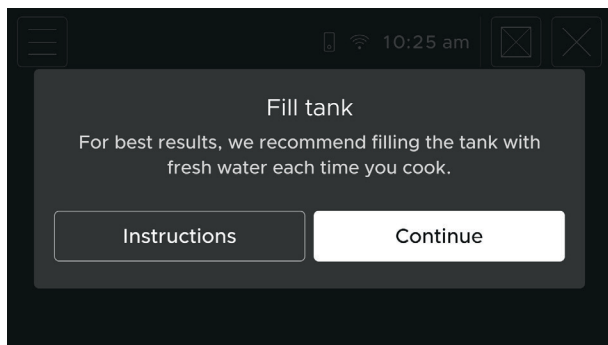 10:25 am
Fill tank
For best results, we recommend filling the tank with
fresh water each time you cook.
Instructions
Continue